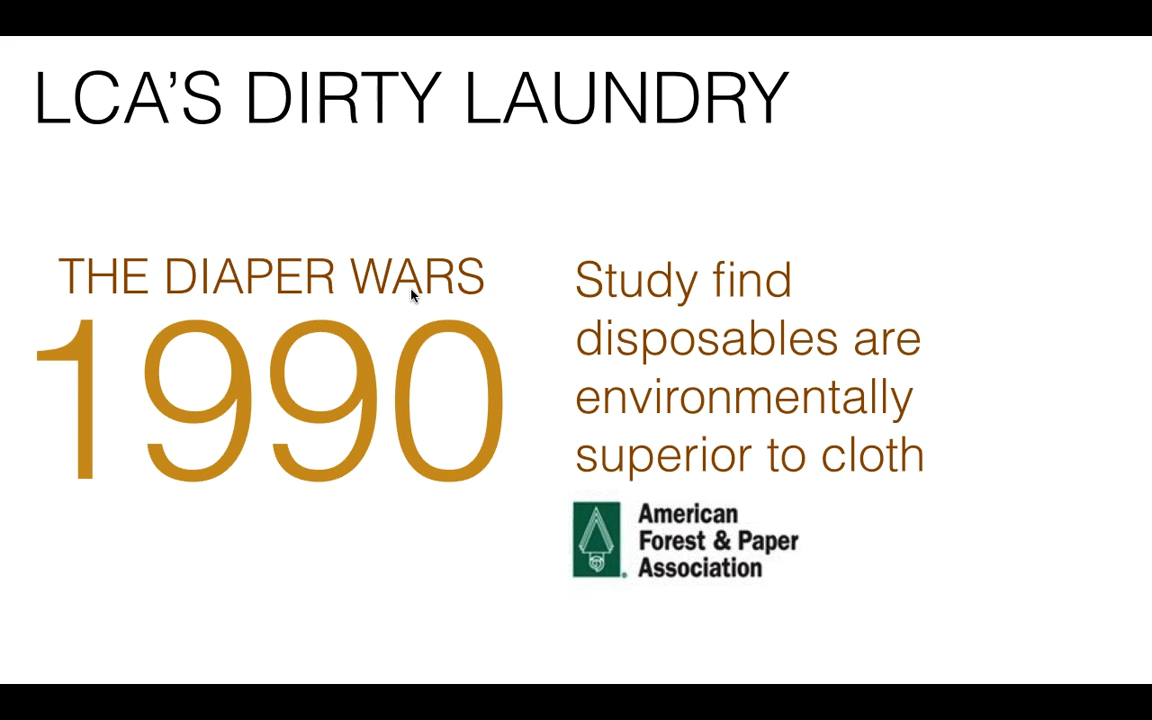 LCA'S DIRTY LAUNDRY
THE DIAPER WARS
1990
Study find
disposables are
environmentally
superior to cloth
American
Forest & Paper
Association